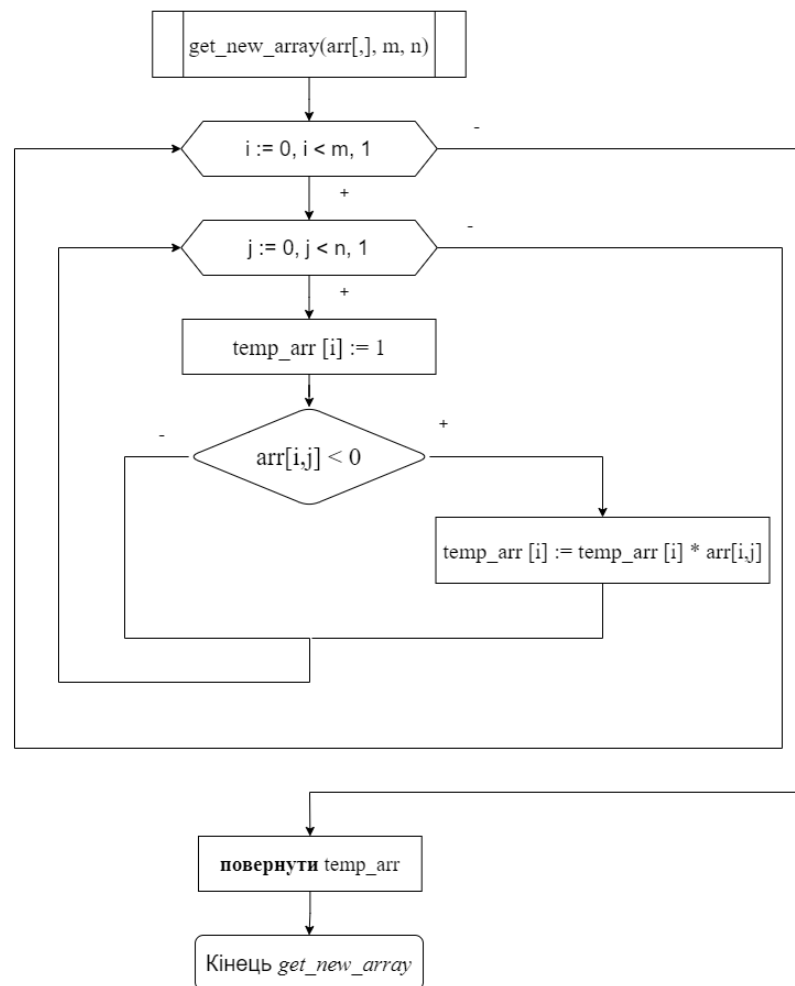 get_new_array(arr[,], m, n)
-
i := 0, i < m, 1
+
-
j := 0, j < n, 1
+
temp_arr [i] := 1
-
+
arr[i,j] < 0
temp_arr [i] := temp_arr [i] * arr[i,j]
повернути temp_arr
Кінець get_new_array